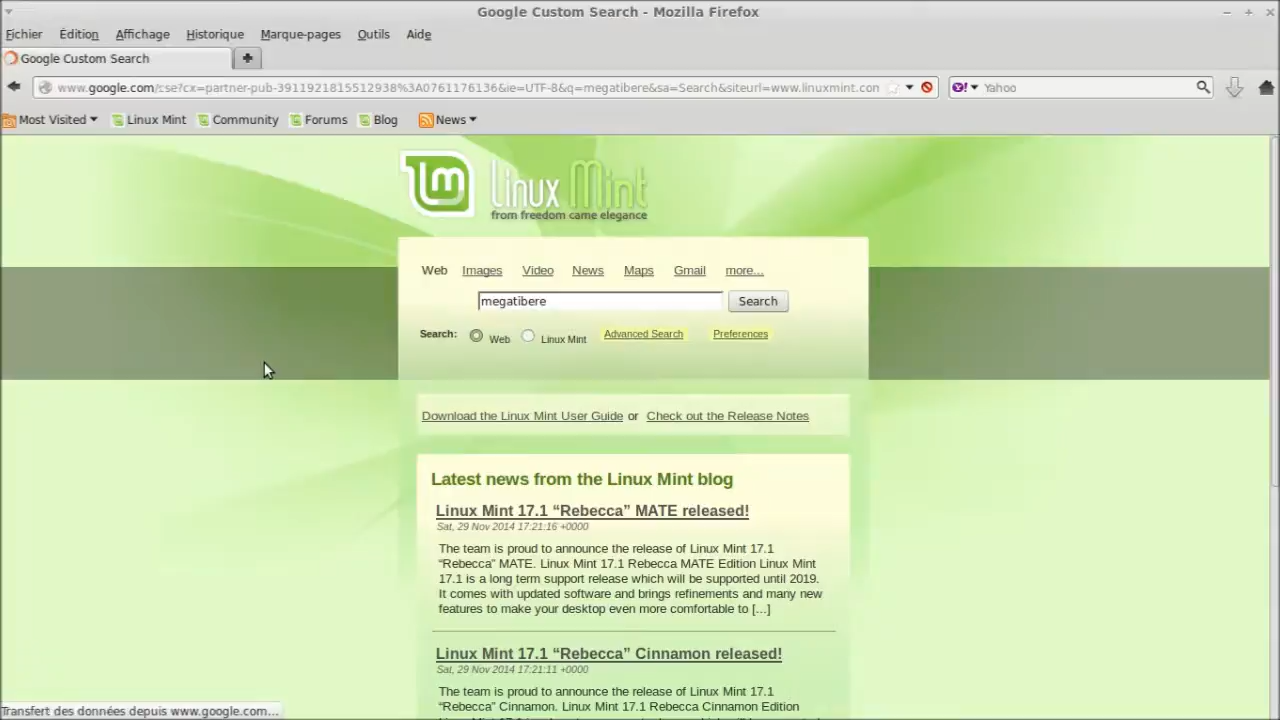 Google Custom Search - Mozilla Firefox
Fichier Édition Affichage Historique Marque-pages Outils Aide
Google Custom Search
www.google.com/cse?cx=partner-pub-3911921815512938%3A0761176136&ie=UTF-8&q=megatibere&sa=Search&siteurl=www.linuxmint.con
Yahoo
Most Visited Linux Mint Community Forums Blog News
linux Mint
from freedom came elegance
Web Images Video News Maps Gmail more...
megatibere Search
Search: Web Linux Mint Advanced Search Preferences
Download the Linux Mint User Guide or Check out the Release Notes
Latest news from the Linux Mint blog
Linux Mint 17.1 “Rebecca” MATE released!
Sat, 29 Nov 2014 17:21:16 +0000
The team is proud to announce the release of Linux Mint 17.1
“Rebecca” MATE. Linux Mint 17.1 Rebecca MATE Edition Linux Mint
17.1 is a long term support release which will be supported until 2019.
It comes with updated software and brings refinements and many new
features to make your desktop even more comfortable to [...]
Linux Mint 17.1 “Rebecca” Cinnamon released!
Sat, 29 Nov 2014 17:21:11 +0000
The team is proud to announce the release of Linux Mint 17.1
“Rebecca” Cinnamon. Linux Mint 17.1 Rebecca Cinnamon Edition
Transfert des données depuis www.google.com...